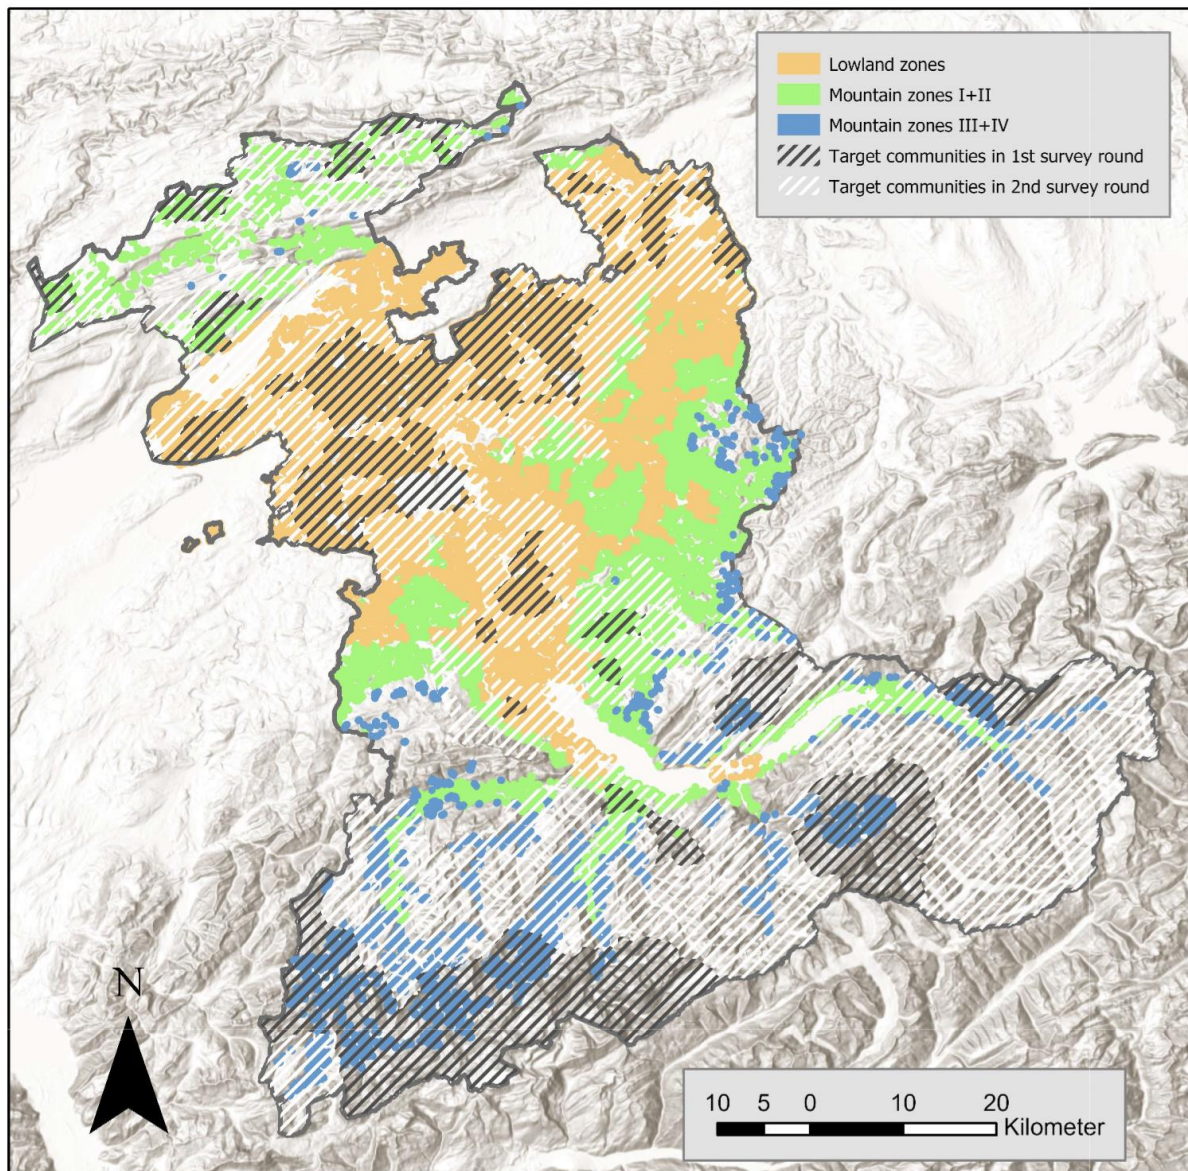 Lowland zones
Mountain zones I+II
Mountain zones III+IV
Target communities in 1st survey round
Target communities in 2nd survey round
N
10 5 0 10 20
Kilometer